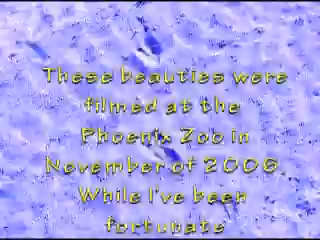 These beauties were
filmed at the
Phoenix Zoo in
November of 2006
While I've been
fortunate